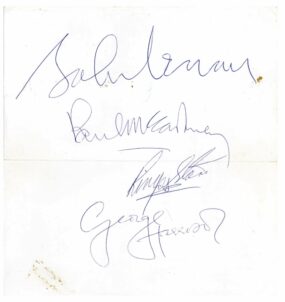 John Lennon
Paul McCartney
Ringo Starr
George Harrison